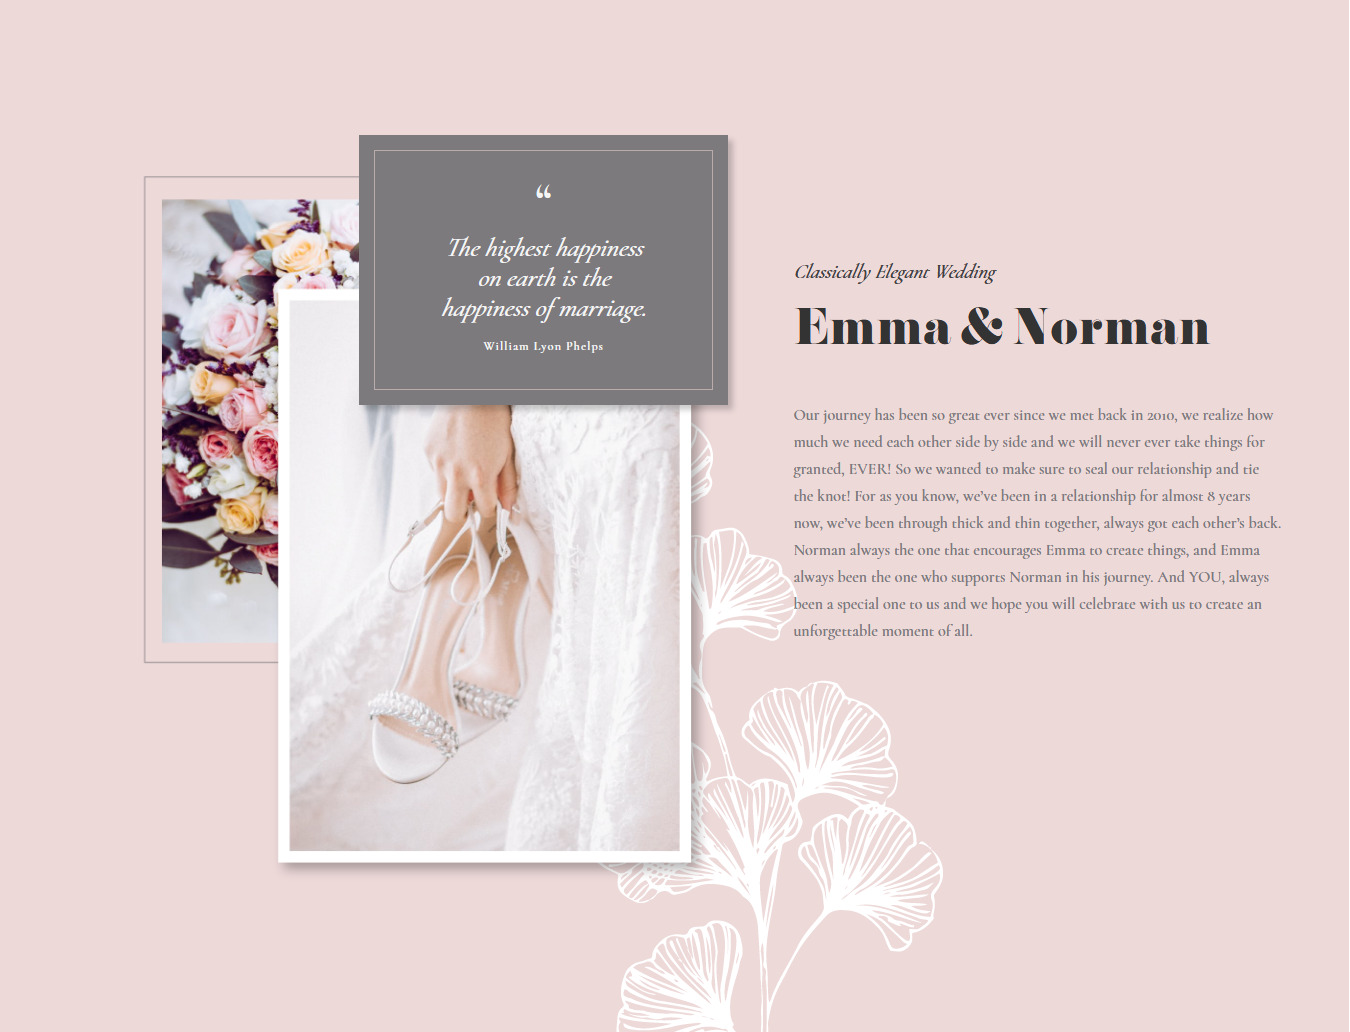 “
The highest happiness
on earth is the
happiness of marriage.
William Lyon Phelps
Classically Elegant Wedding
Emma & Norman
Our journey has been so great ever since we met back in 2010, we realize how
much we need each other side by side and we will never ever take things for
granted, EVER! So we wanted to make sure to seal our relationship and tie
the knot! For as you know, we’ve been in a relationship for almost 8 years
now, we’ve been through thick and thin together, always got each other’s back.
Norman always the one that encourages Emma to create things, and Emma
always been the one who supports Norman in his journey. And YOU, always
been a special one to us and we hope you will celebrate with us to create an
unforgettable moment of all.